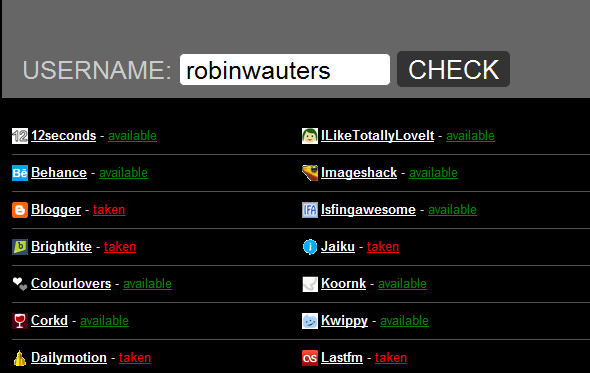 USERNAME: robinwauters CHECK
12seconds - available
ILikeTotallyLoveIt - available
Behance - available
Imageshack - available
Blogger - taken
Isfingawesome - available
Brightkite - taken
Jaiku - taken
Colourlovers - available
Koornk - available
Corkd - available
Kwippy - available
Dailymotion - taken
Lastfm - taken